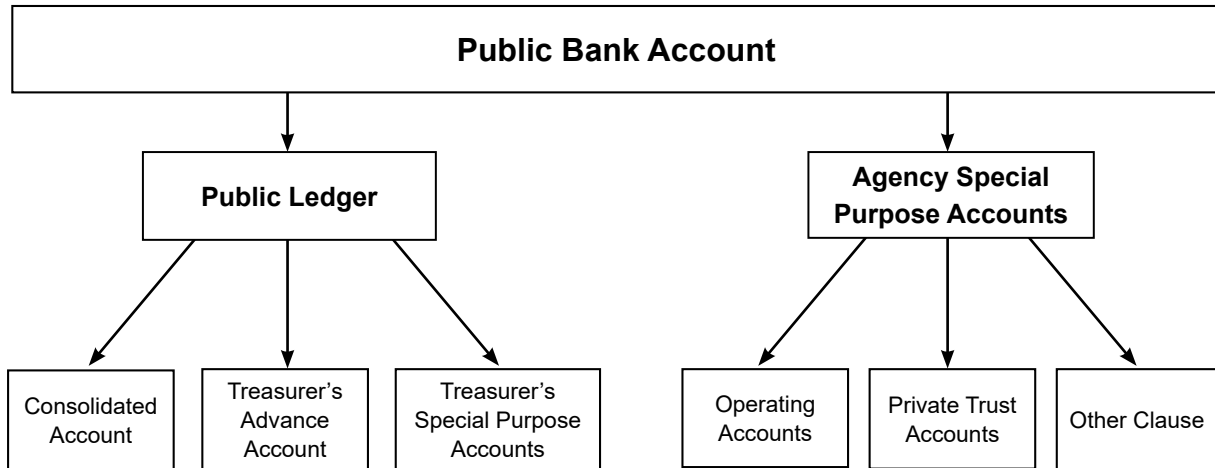 Public Bank Account
Public Ledger
Agency Special
Purpose Accounts
Consolidated
Account
Treasurer’s
Advance
Account
Treasurer’s
Special Purpose
Accounts
Operating
Accounts
Private Trust
Accounts
Other Clause